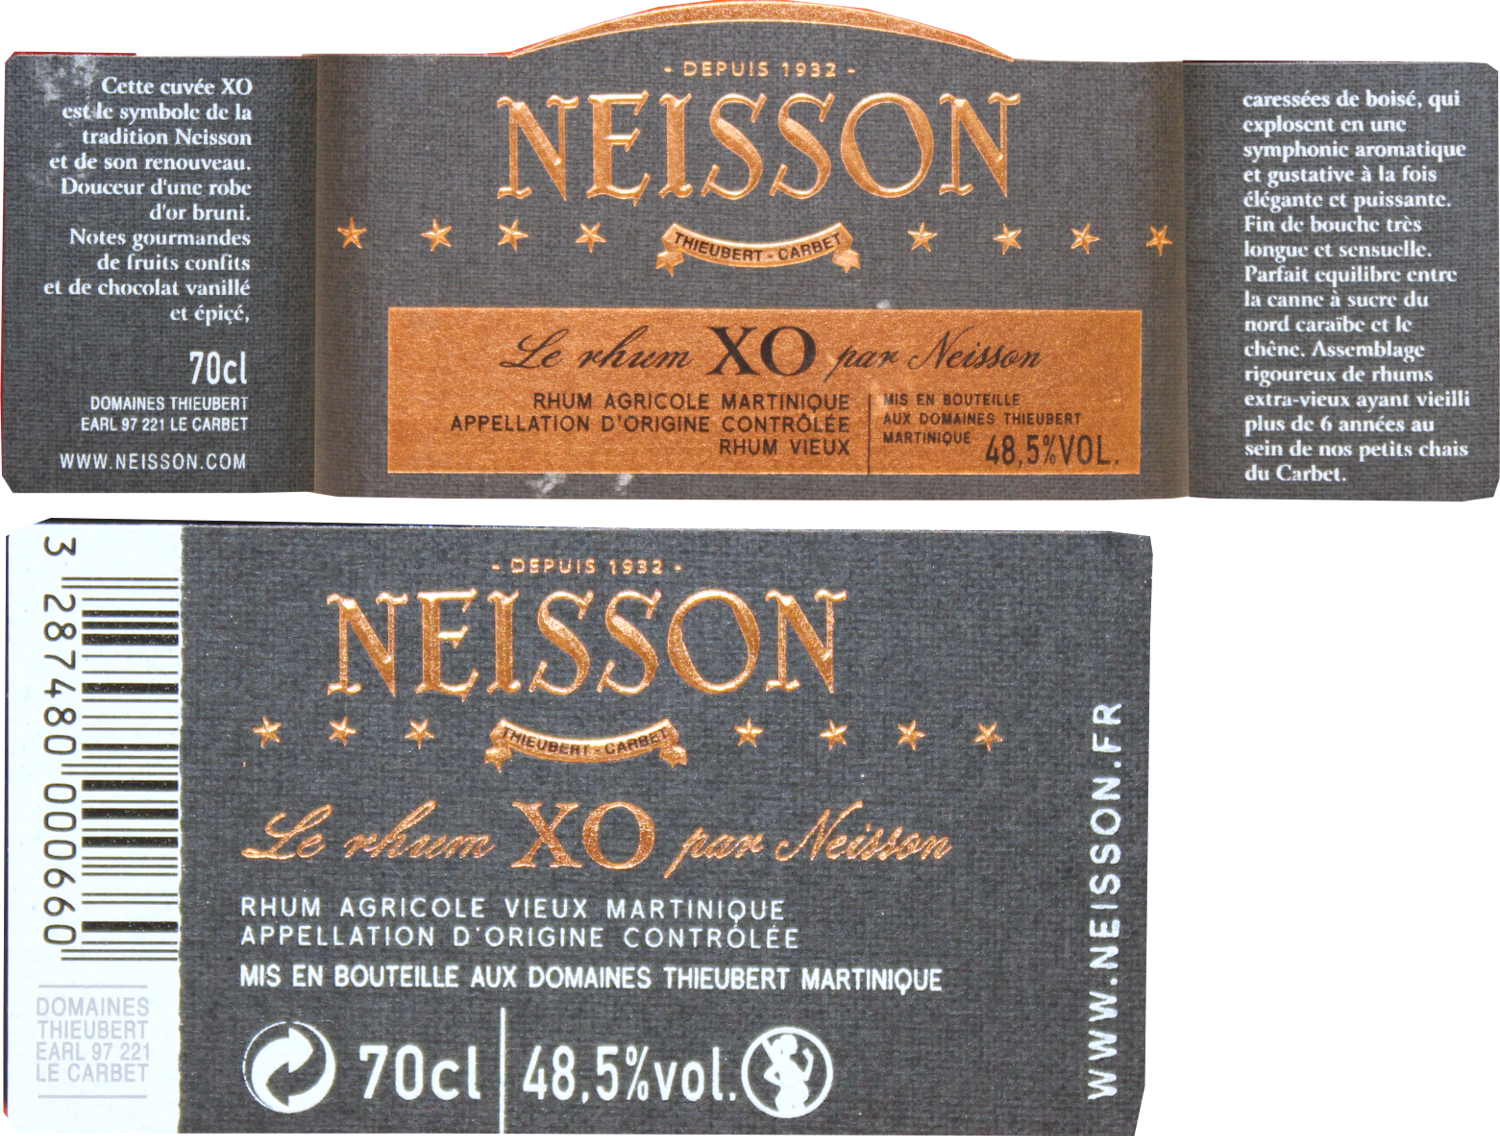 Cette cuvée XO
est le symbole de la
tradition Neisson
et de son renouveau.
Douceur d'une robe
d'or bruni.
Notes gourmandes
de fruits confits
et de chocolat vanillé
et épiçé,
70cl
DOMAINES THIEUBERT
EARL 97 221 LE CARBET
WWW.NEISSON.COM
- DEPUIS 1932 -
NEISSON
THIEUBERT - CARBET
Le rhum XO par Neisson
RHUM AGRICOLE MARTINIQUE
APPELLATION D'ORIGINE CONTRÔLÉE
RHUM VIEUX
MIS EN BOUTEILLE
AUX DOMAINES THIEUBERT
MARTINIQUE 48,5%VOL.
caressées de boisé, qui
explosent en une
symphonie aromatique
et gustative à la fois
élégante et puissante.
Fin de bouche très
longue et sensuelle.
Parfait equilibre entre
la canne à sucre du
nord caraïbe et le
chêne. Assemblage
rigoureux de rhums
extra-vieux ayant vieilli
plus de 6 années au
sein de nos petits chais
du Carbet.
3 287480 000660
DOMAINES
THIEUBERT
EARL 97 221
LE CARBET
- DEPUIS 1932 -
NEISSON
THIEUBERT - CARBET
Le rhum XO par Neisson
RHUM AGRICOLE VIEUX MARTINIQUE
APPELLATION D'ORIGINE CONTRÔLÉE
MIS EN BOUTEILLE AUX DOMAINES THIEUBERT MARTINIQUE
70cl 48,5%vol.
WWW.NEISSON.FR